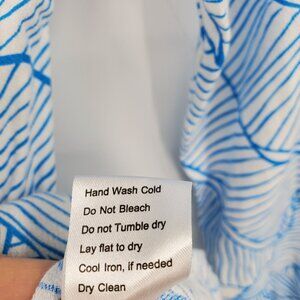 Hand Wash Cold
Do Not Bleach
Do not Tumble dry
Lay flat to dry
Cool Iron, if needed
Dry Clean